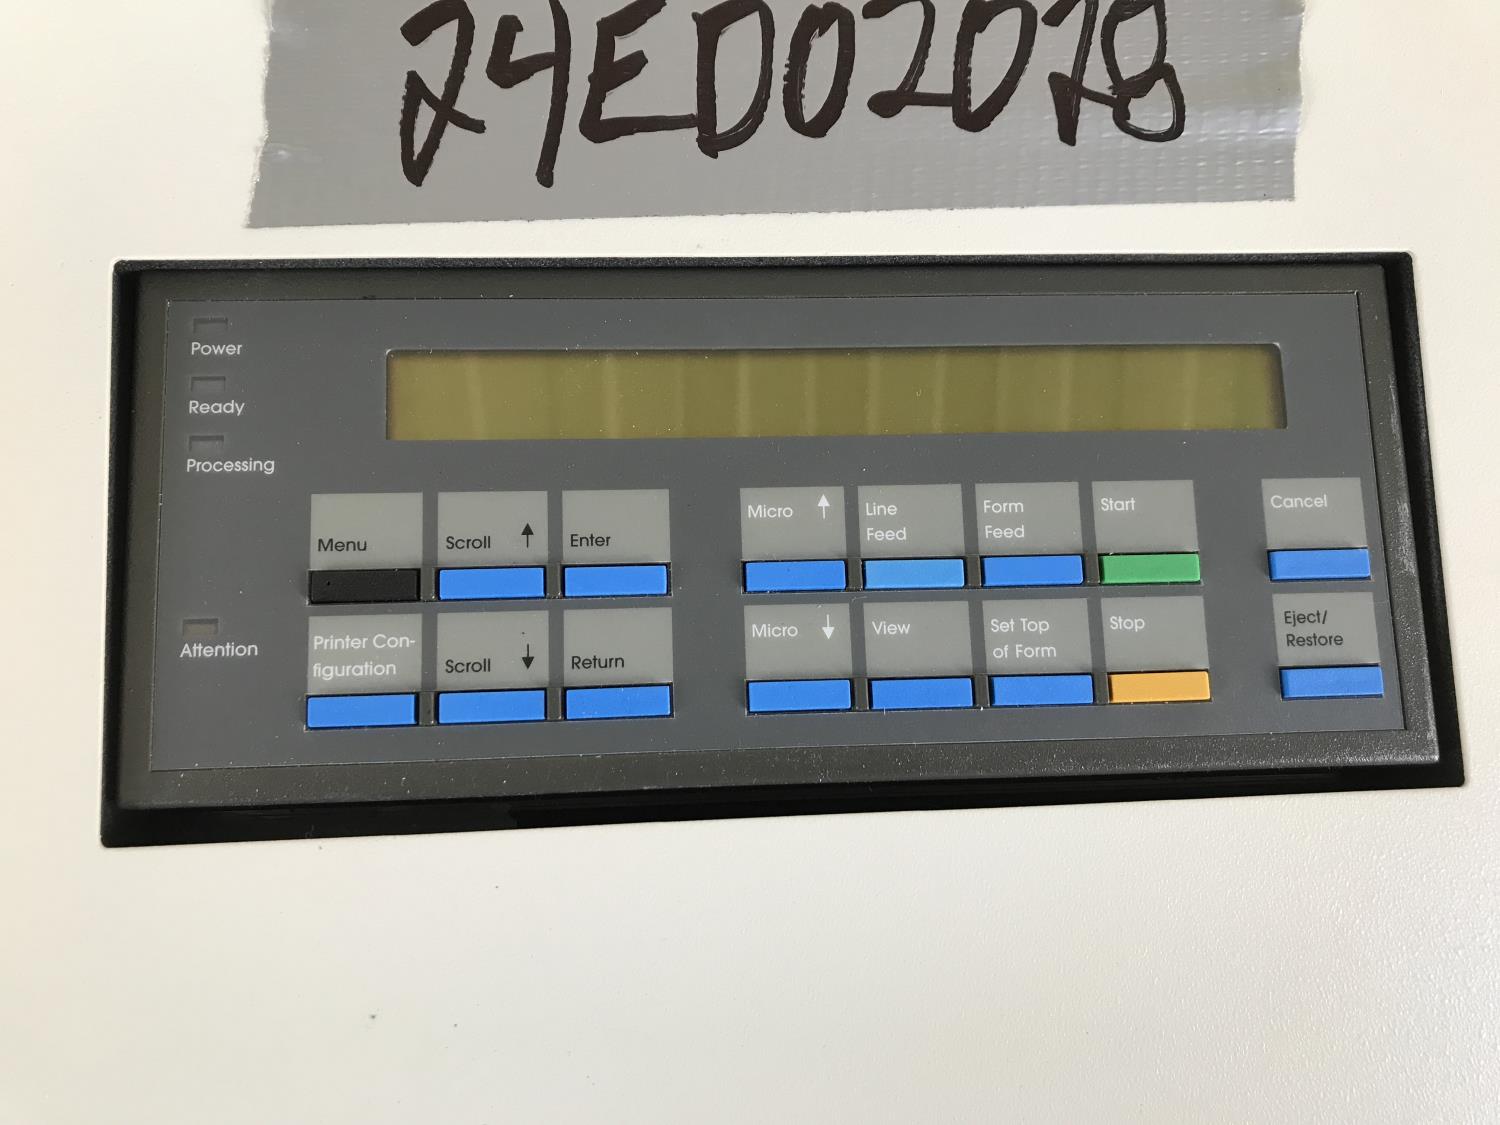 24ED02028
Power
Ready
Processing
Attention
Menu
Scroll ↑
Enter
Printer Con-
figuration
Scroll ↓
Return
Micro ↑
Line
Feed
Form
Feed
Start
Cancel
Micro ↓
View
Set Top
of Form
Stop
Eject/
Restore